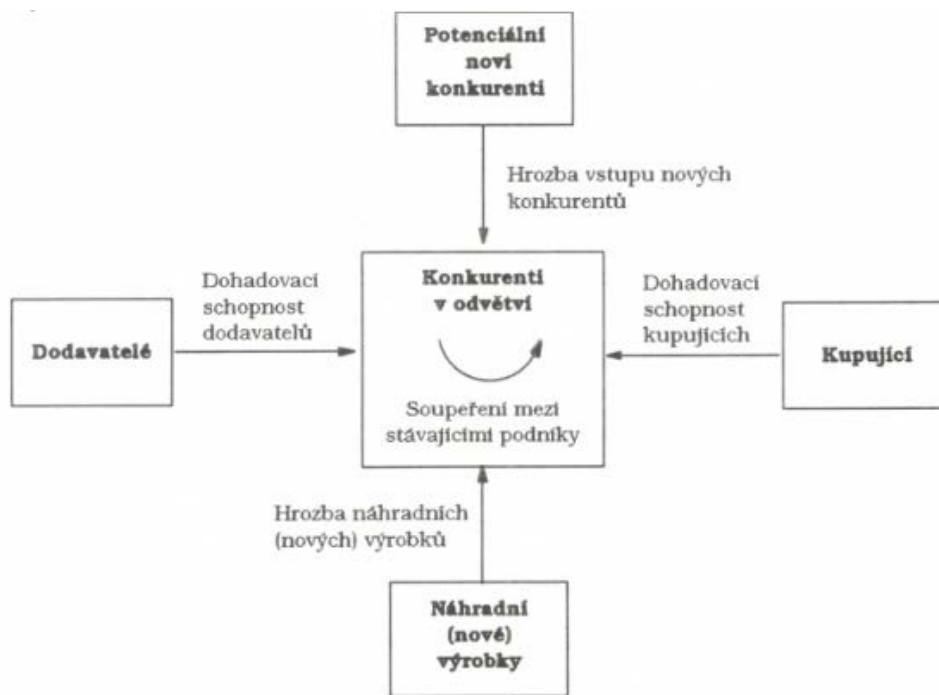 Potenciální
noví
konkurenti
Hrozba vstupu nových
konkurentů
Dohadovací
schopnost
dodavatelů
Dodavatelé
Konkurenti
v odvětví
Soupeření mezi
stávajícími podniky
Dohadovací
schopnost
kupujících
Kupující
Hrozba náhradních
(nových) výrobků
Náhradní
(nové)
výrobky